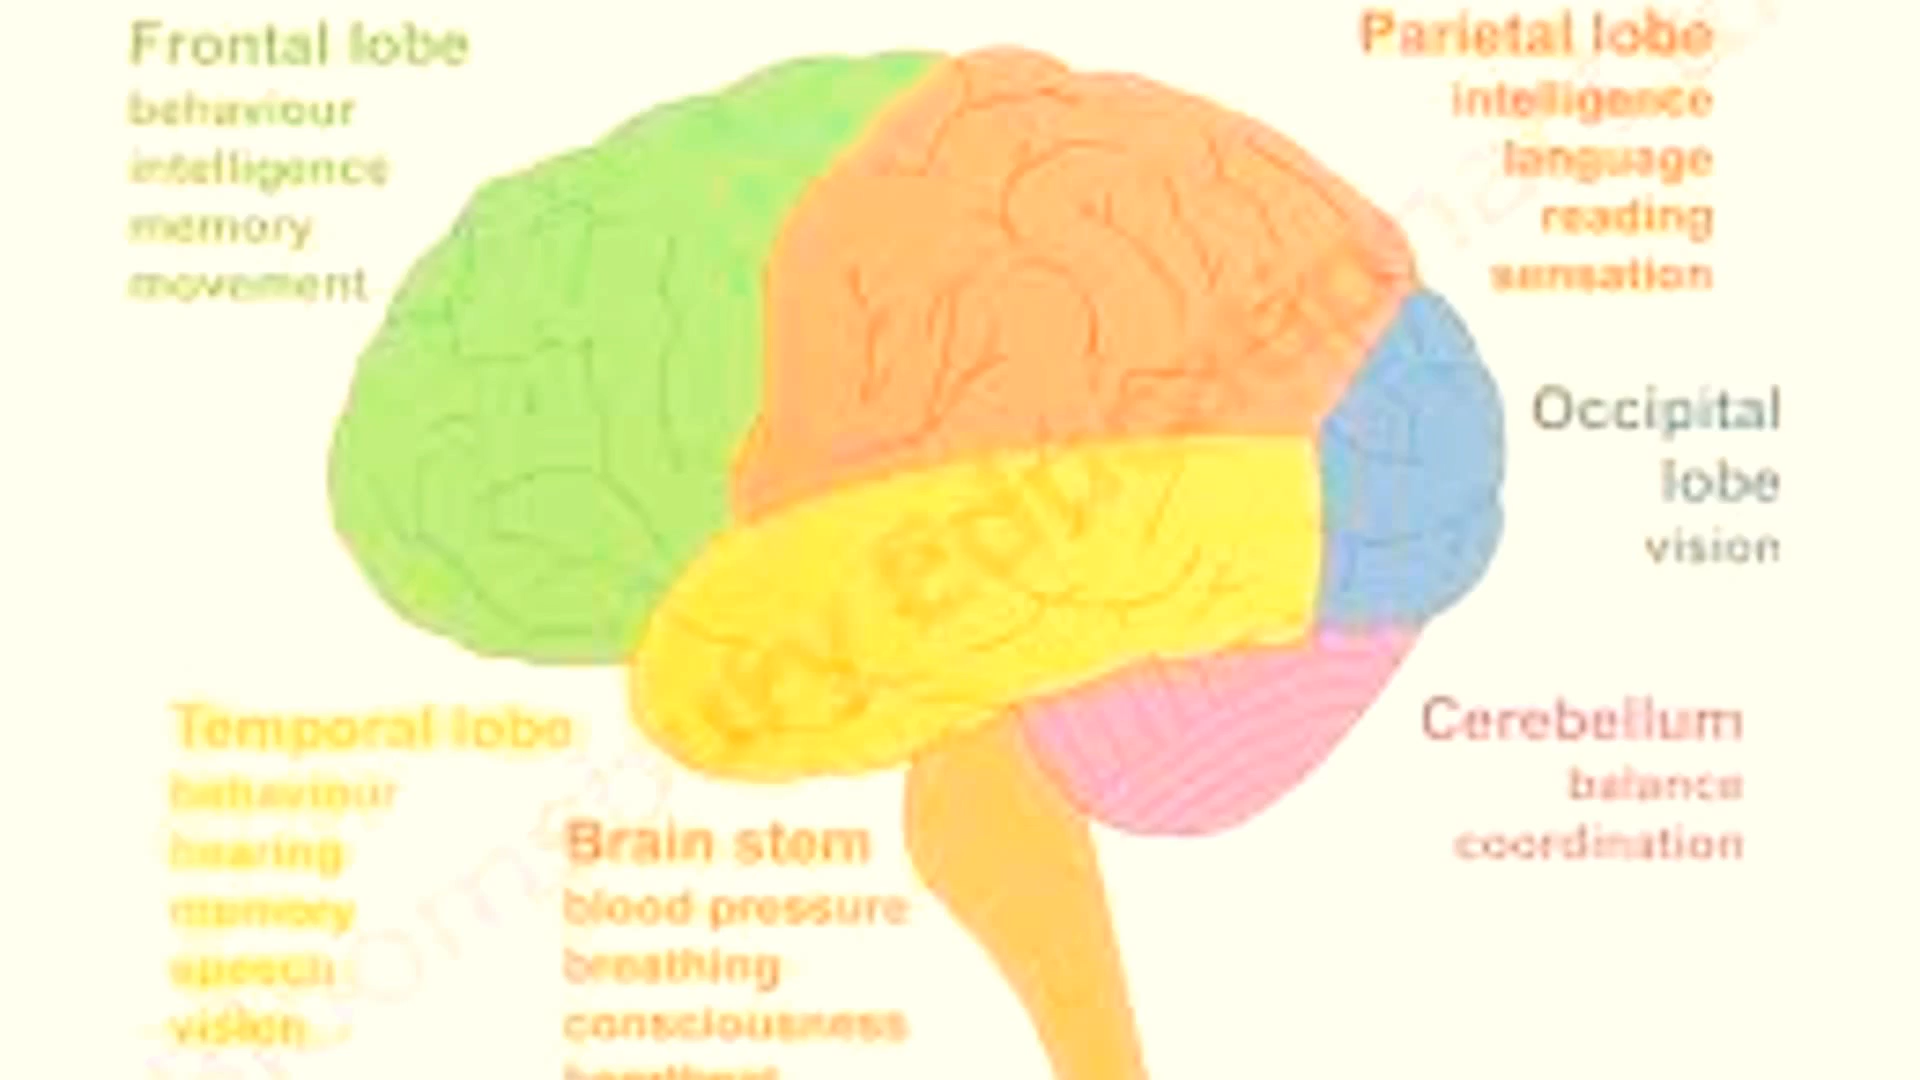 Frontal lobe
behaviour
intelligence
memory
movement
Parietal lobe
intelligence
language
reading
sensation
Occipital
lobe
vision
Temporal lobe
behaviour
hearing
memory
speech
vision
Brain stem
blood pressure
breathing
consciousness
heartbeat
Cerebellum
balance
coordination